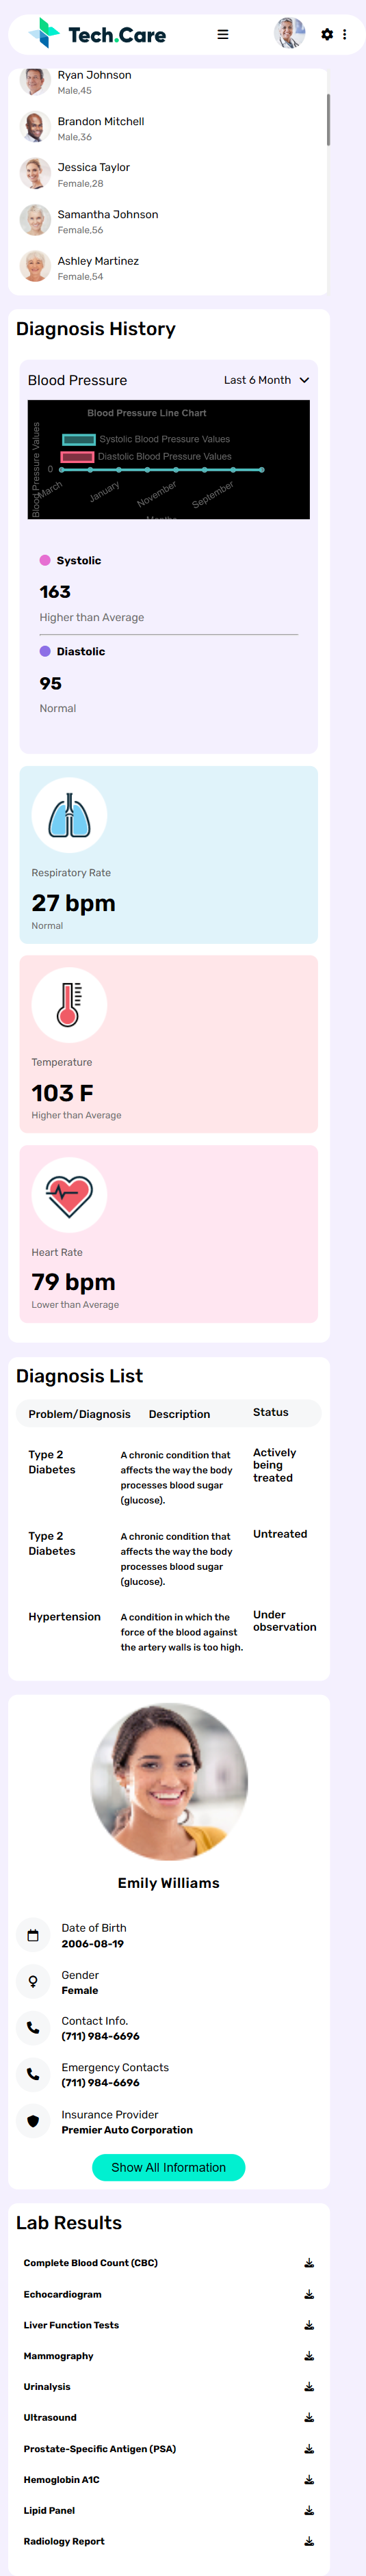 Tech.Care
Ryan Johnson
Male,45
Brandon Mitchell
Male,36
Jessica Taylor
Female,28
Samantha Johnson
Female,56
Ashley Martinez
Female,54
Diagnosis History
Blood Pressure
Last 6 Month
Blood Pressure Line Chart
Systolic Blood Pressure Values
Diastolic Blood Pressure Values
Blood Pressure Values
0
March
January
November
September
Months
Systolic
163
Higher than Average
Diastolic
95
Normal
Respiratory Rate
27 bpm
Normal
Temperature
103 F
Higher than Average
Heart Rate
79 bpm
Lower than Average
Diagnosis List
Problem/Diagnosis Description Status
Type 2
Diabetes
A chronic condition that
affects the way the body
processes blood sugar
(glucose).
Actively
being
treated
Type 2
Diabetes
A chronic condition that
affects the way the body
processes blood sugar
(glucose).
Untreated
Hypertension
A condition in which the
force of the blood against
the artery walls is too high.
Under
observation
Emily Williams
Date of Birth
2006-08-19
Gender
Female
Contact Info.
(711) 984-6696
Emergency Contacts
(711) 984-6696
Insurance Provider
Premier Auto Corporation
Show All Information
Lab Results
Complete Blood Count (CBC)
Echocardiogram
Liver Function Tests
Mammography
Urinalysis
Ultrasound
Prostate-Specific Antigen (PSA)
Hemoglobin A1C
Lipid Panel
Radiology Report